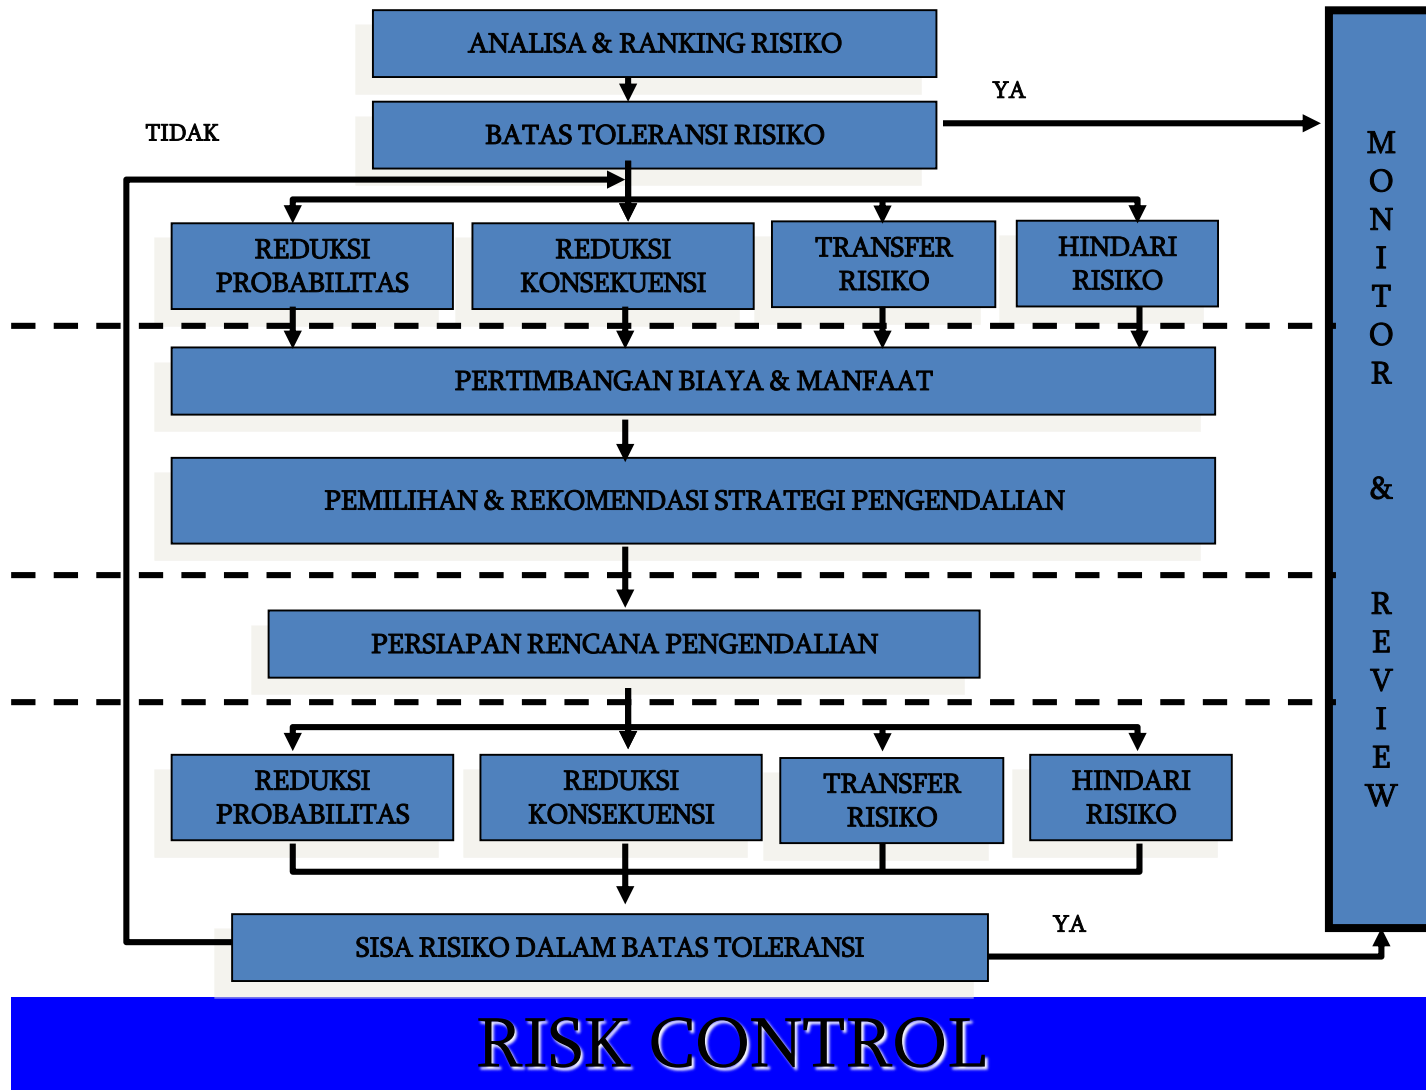 ANALISA & RANKING RISIKO
YA
BATAS TOLERANSI RISIKO
TIDAK
REDUKSI
PROBABILITAS
REDUKSI
KONSEKUENSI
TRANSFER
RISIKO
HINDARI
RISIKO
PERTIMBANGAN BIAYA & MANFAAT
PEMILIHAN & REKOMENDASI STRATEGI PENGENDALIAN
PERSIAPAN RENCANA PENGENDALIAN
REDUKSI
PROBABILITAS
REDUKSI
KONSEKUENSI
TRANSFER
RISIKO
HINDARI
RISIKO
YA
SISA RISIKO DALAM BATAS TOLERANSI
M
O
N
I
T
O
R
&
R
E
V
I
E
W
RISK CONTROL